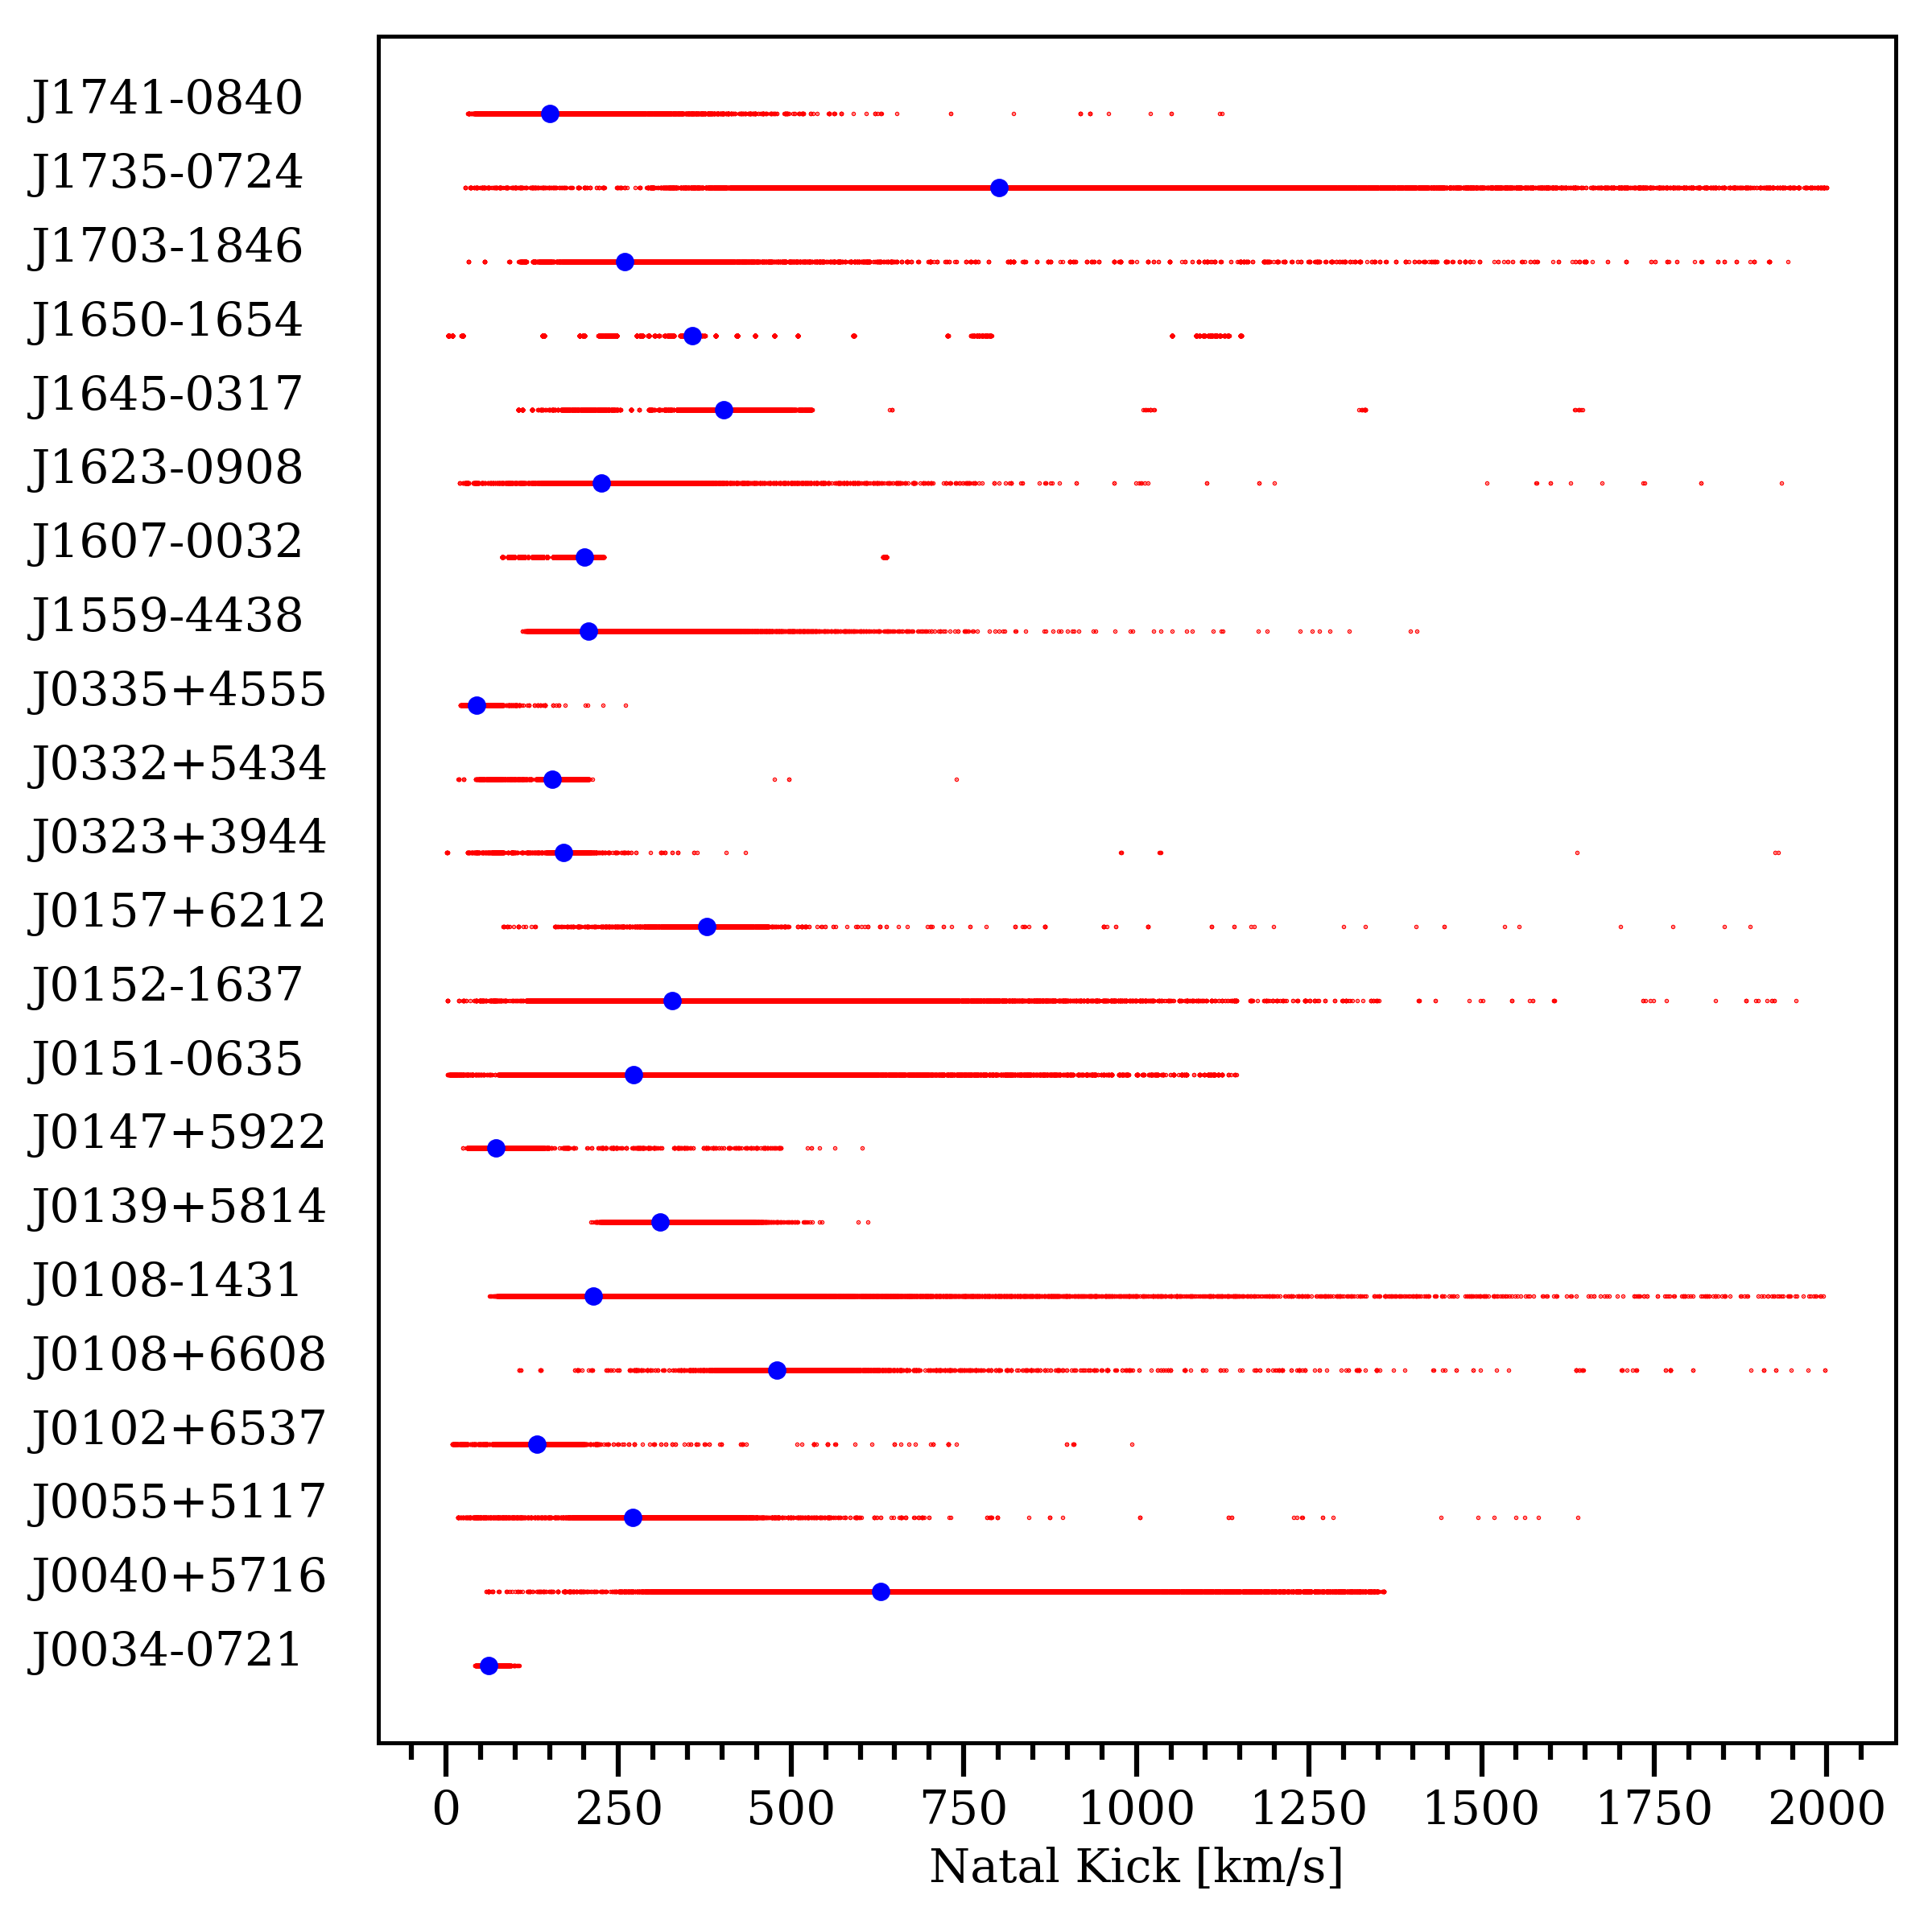 J1741-0840
J1735-0724
J1703-1846
J1650-1654
J1645-0317
J1623-0908
J1607-0032
J1559-4438
J0335+4555
J0332+5434
J0323+3944
J0157+6212
J0152-1637
J0151-0635
J0147+5922
J0139+5814
J0108-1431
J0108+6608
J0102+6537
J0055+5117
J0040+5716
J0034-0721
0 250 500 750 1000 1250 1500 1750 2000
Natal Kick [km/s]